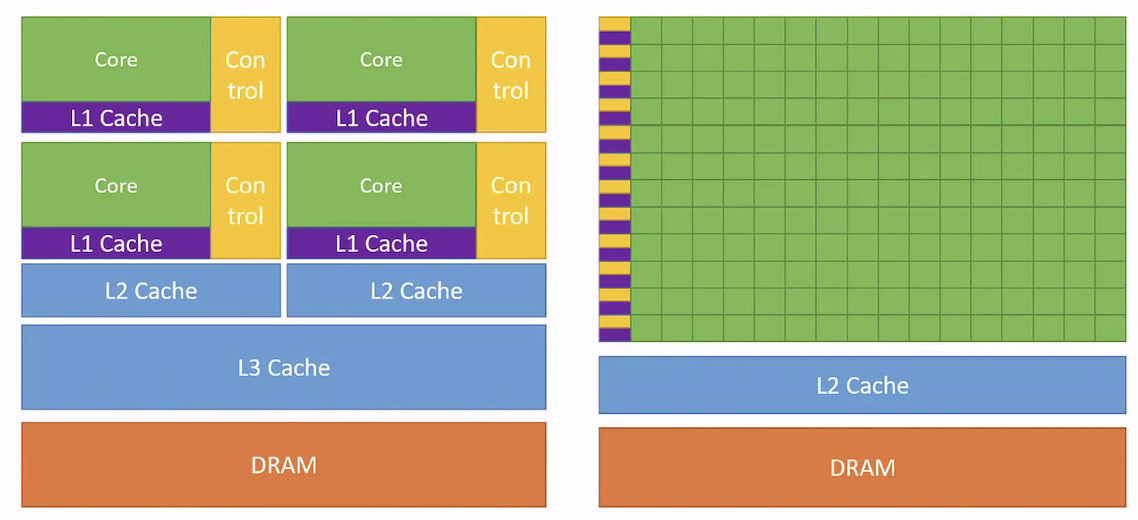 Core
Con
trol
L1 Cache
Core
Con
trol
L1 Cache
Core
Con
trol
L1 Cache
Core
Con
trol
L1 Cache
L2 Cache
L2 Cache
L3 Cache
DRAM
L2 Cache
DRAM